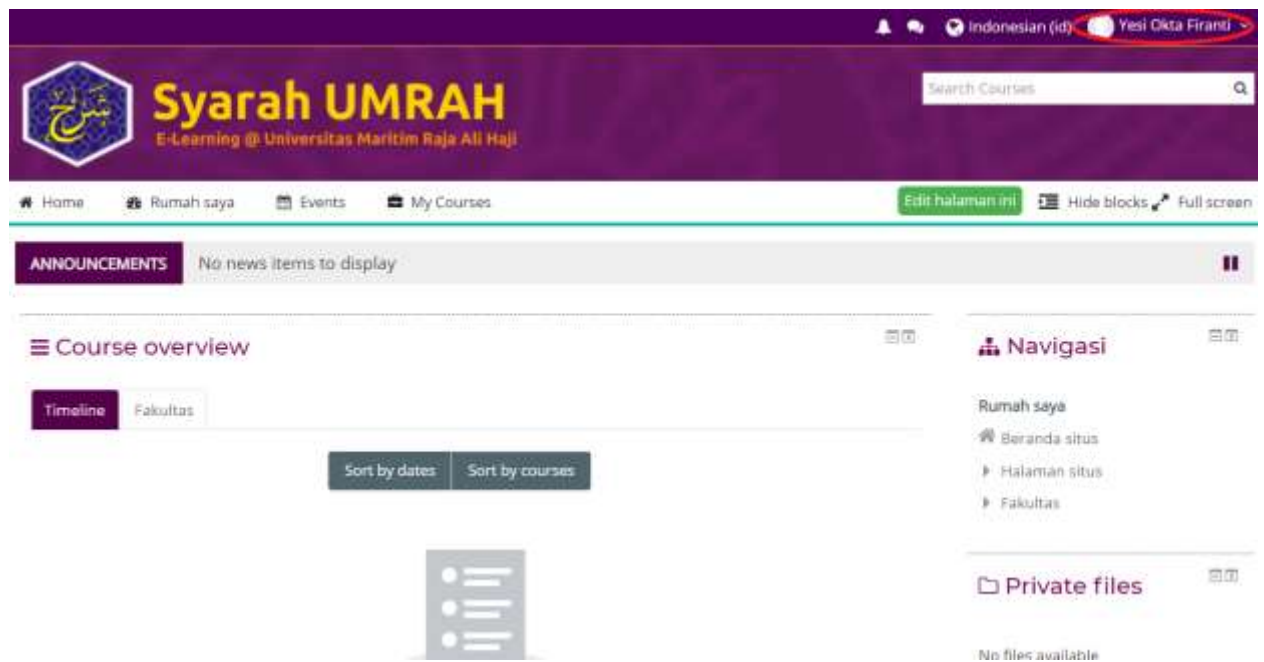 Indonesian (id) Yesi Okta Firanti
شرح
Syarah UMRAH
E-Learning @ Universitas Maritim Raja Ali Haji
Search Courses
Home Rumah saya Events My Courses Edit halaman ini Hide blocks Full screen
ANNOUNCEMENTS No news items to display
Course overview
Timeline Fakultas
Sort by dates Sort by courses
Navigasi
Rumah saya
Beranda situs
Halaman situs
Fakultas
Private files
No files available